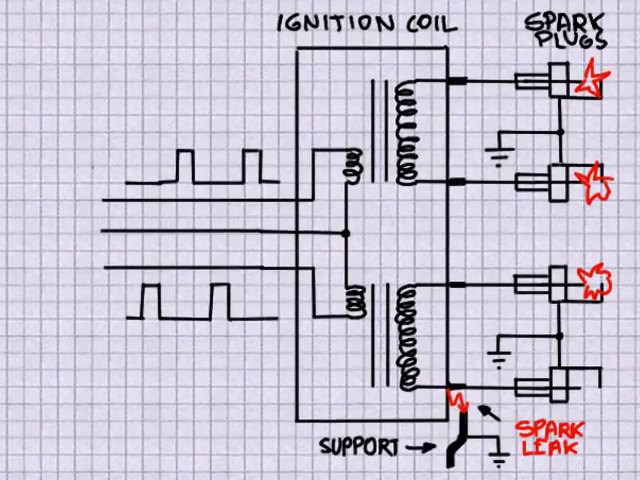 IGNITION COIL
SPARK
PLUGS
SUPPORT
SPARK
LEAK